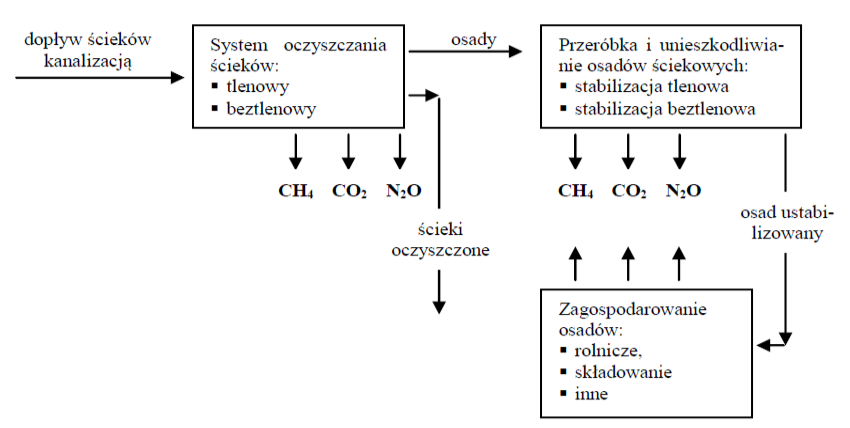 dopływ ścieków
kanalizacją
System oczyszczania
ścieków:
▪ tlenowy
▪ beztlenowy
osady
Przeróbka i unieszkodliwia-
nie osadów ściekowych:
▪ stabilizacja tlenowa
▪ stabilizacja beztlenowa
CH₄ CO₂ N₂O
CH₄ CO₂ N₂O
ścieki
oczyszczone
osad ustabi-
lizowany
Zagospodarowanie
osadów:
▪ rolnicze,
▪ składowanie
▪ inne